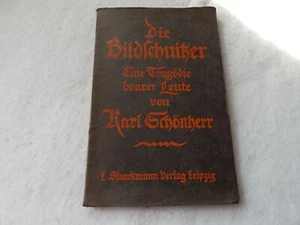 Die
Bildschnitzer
Eine Tragödie
braver Leute
von
Karl Schönherr
L. Staackmann Verlag Leipzig